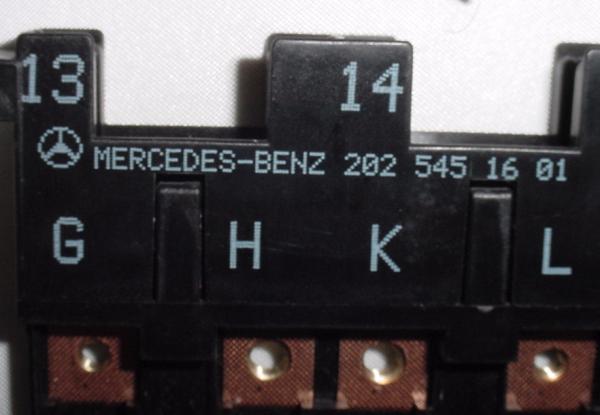 13 14
MERCEDES-BENZ 202 545 16 01
G H K L